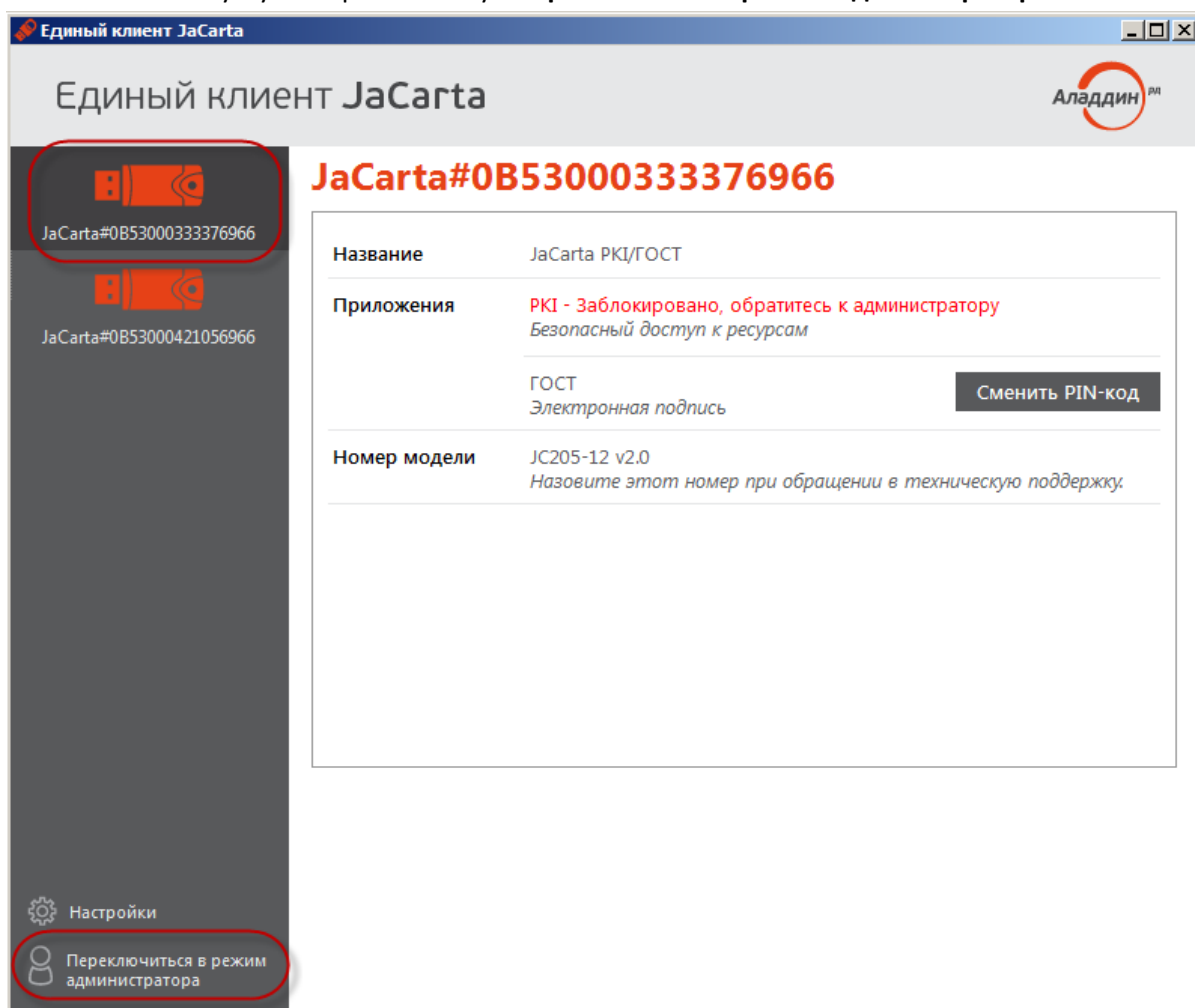 Единый клиент JaCarta
Единый клиент JaCarta
Аладдин РД
JaCarta#0B53000333376966
JaCarta#0B53000421056966
JaCarta#0B53000333376966
Название JaCarta PKI/ГОСТ
Приложения PKI - Заблокировано, обратитесь к администратору
Безопасный доступ к ресурсам
ГОСТ
Электронная подпись
Сменить PIN-код
Номер модели JC205-12 v2.0
Назовите этот номер при обращении в техническую поддержку.
Настройки
Переключиться в режим
администратора